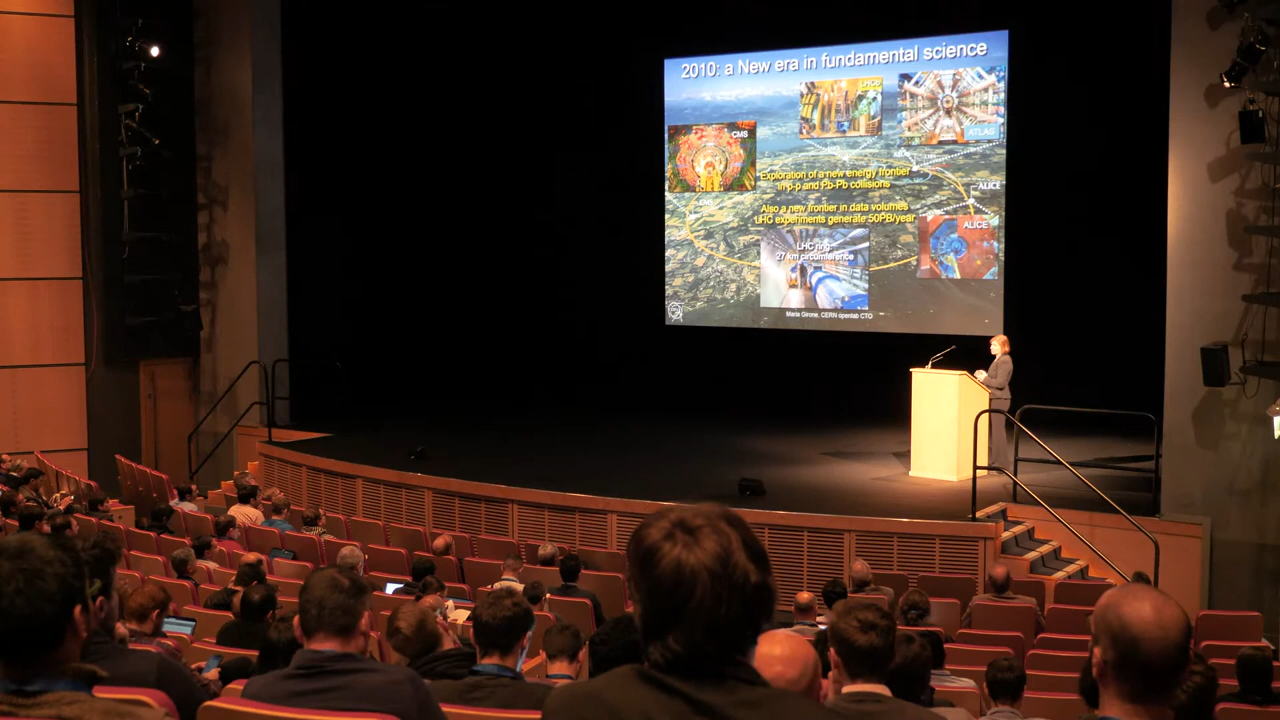 2010: a New era in fundamental science
LHCb
ATLAS
CMS
Exploration of a new energy frontier
in p-p and Pb-Pb collisions
ALICE
CMS
Also a new frontier in data volumes
LHC experiments generate 50PB/year
ALICE
LHC ring:
27 km circumference
Maria Girone, CERN openlab CTO